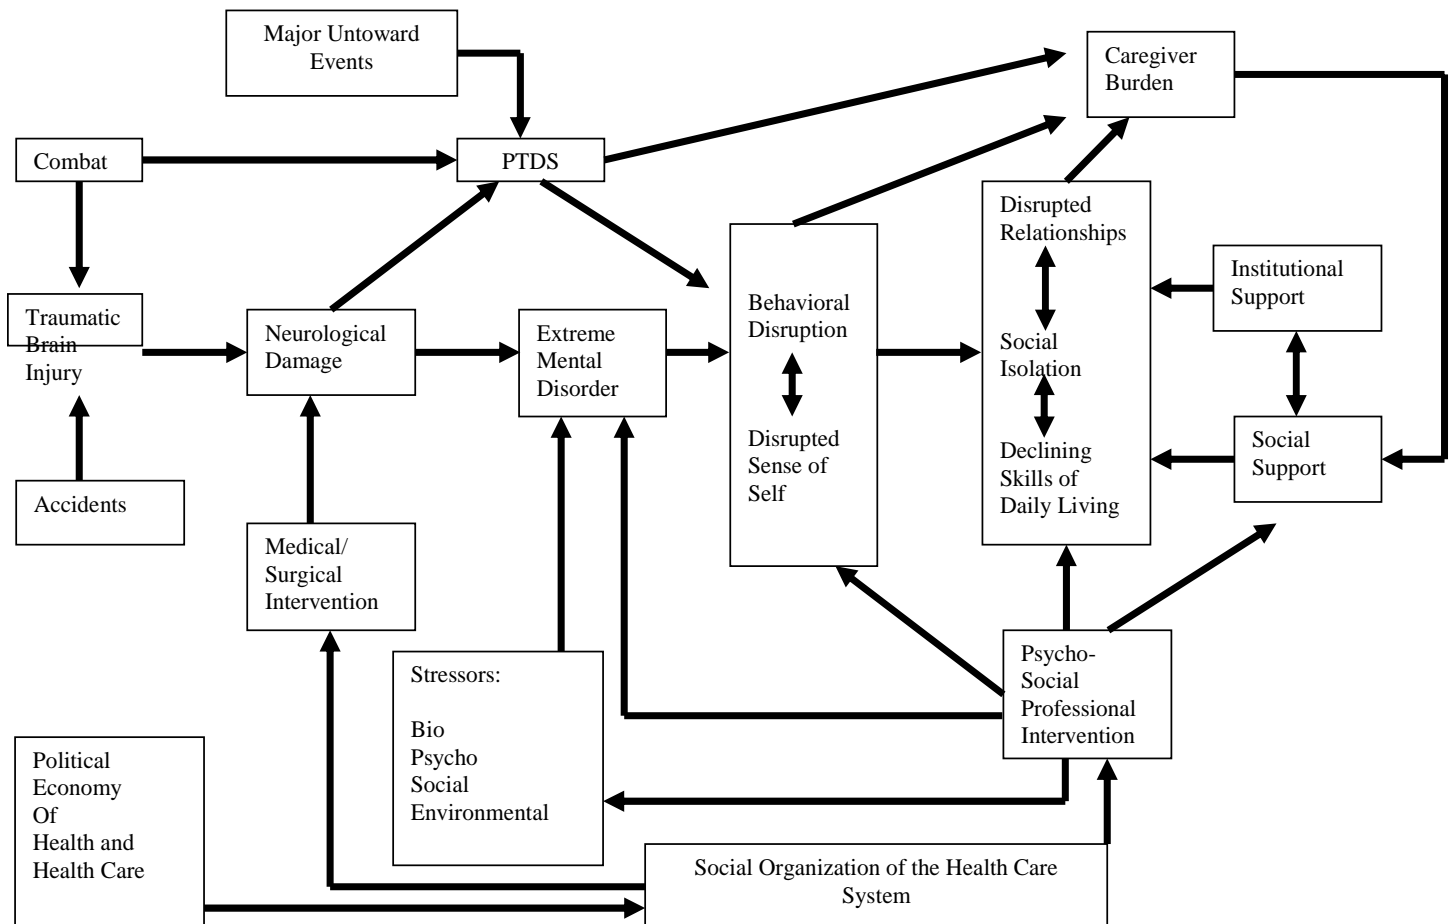 Major Untoward
Events
Caregiver
Burden
Combat
PTDS
Disrupted
Relationships
Social
Isolation
Declining
Skills of
Daily Living
Institutional
Support
Behavioral
Disruption
Disrupted
Sense of
Self
Traumatic
Brain
Injury
Neurological
Damage
Extreme
Mental
Disorder
Social
Support
Accidents
Medical/
Surgical
Intervention
Stressors:
Bio
Psycho
Social
Environmental
Psycho-
Social
Professional
Intervention
Political
Economy
Of
Health and
Health Care
Social Organization of the Health Care
System